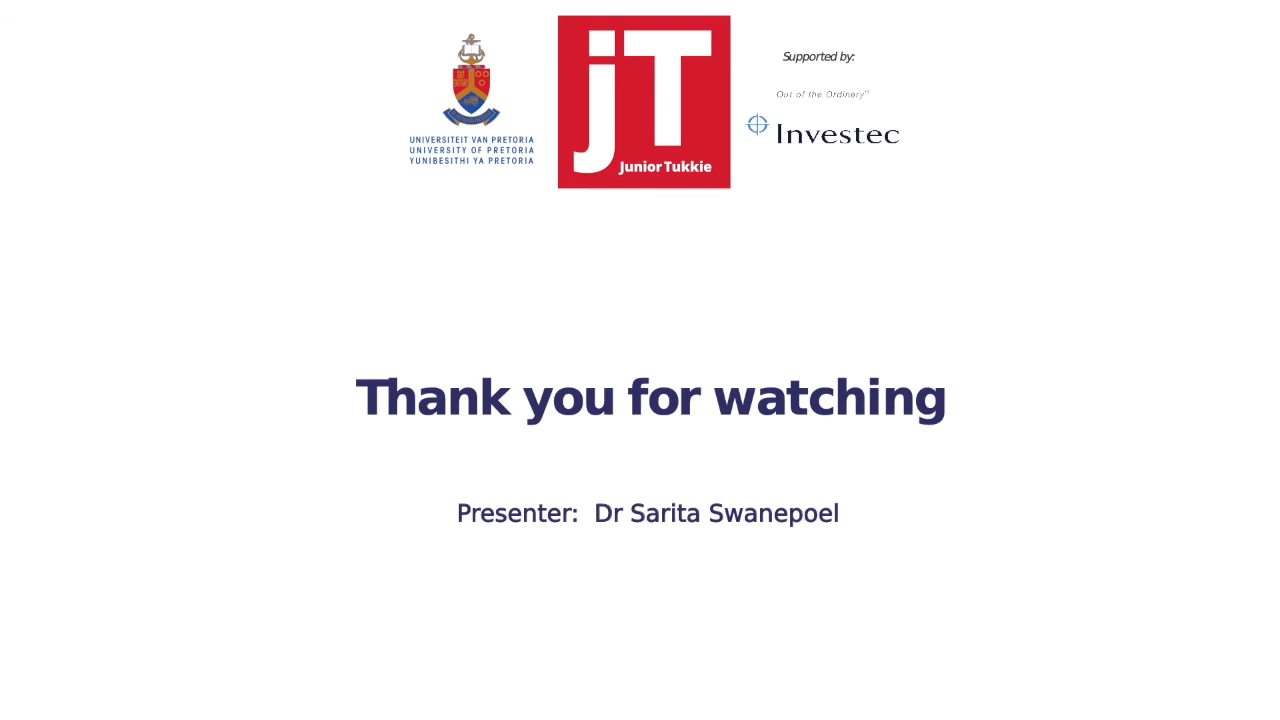 UNIVERSITEIT VAN PRETORIA
UNIVERSITY OF PRETORIA
YUNIBESITHI YA PRETORIA
jT
Junior Tukkie
Supported by:
Out of the Ordinary®
Investec
Thank you for watching
Presenter:  Dr Sarita Swanepoel